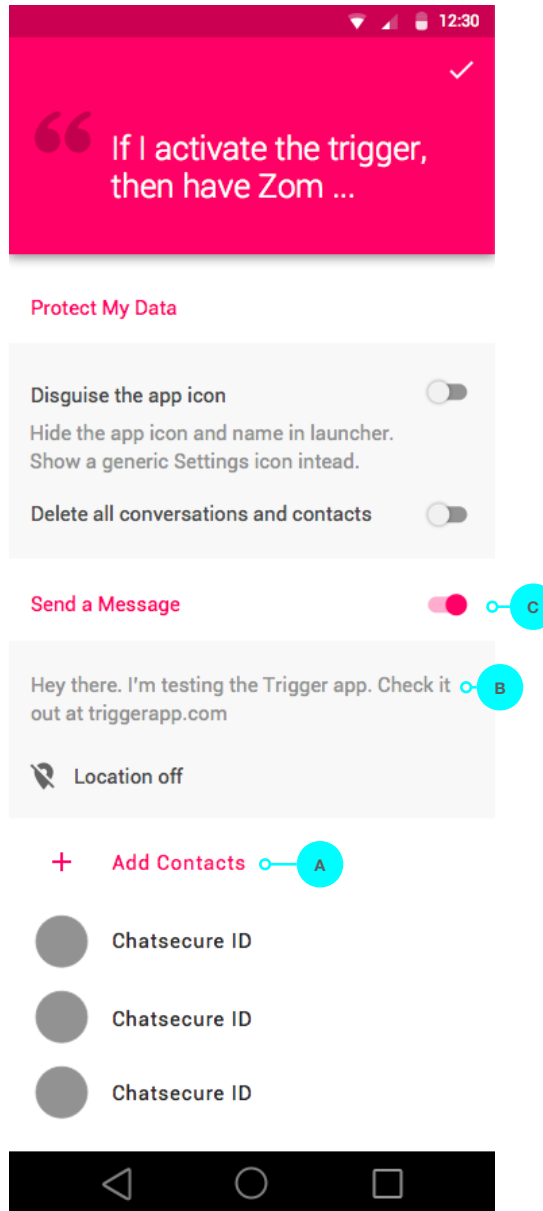 12:30
“
If I activate the trigger,
then have Zom ...
Protect My Data
Disguise the app icon
Hide the app icon and name in launcher.
Show a generic Settings icon intead.
Delete all conversations and contacts
Send a Message
C
Hey there. I'm testing the Trigger app. Check it
B
out at triggerapp.com
Location off
+ Add Contacts
A
Chatsecure ID
Chatsecure ID
Chatsecure ID